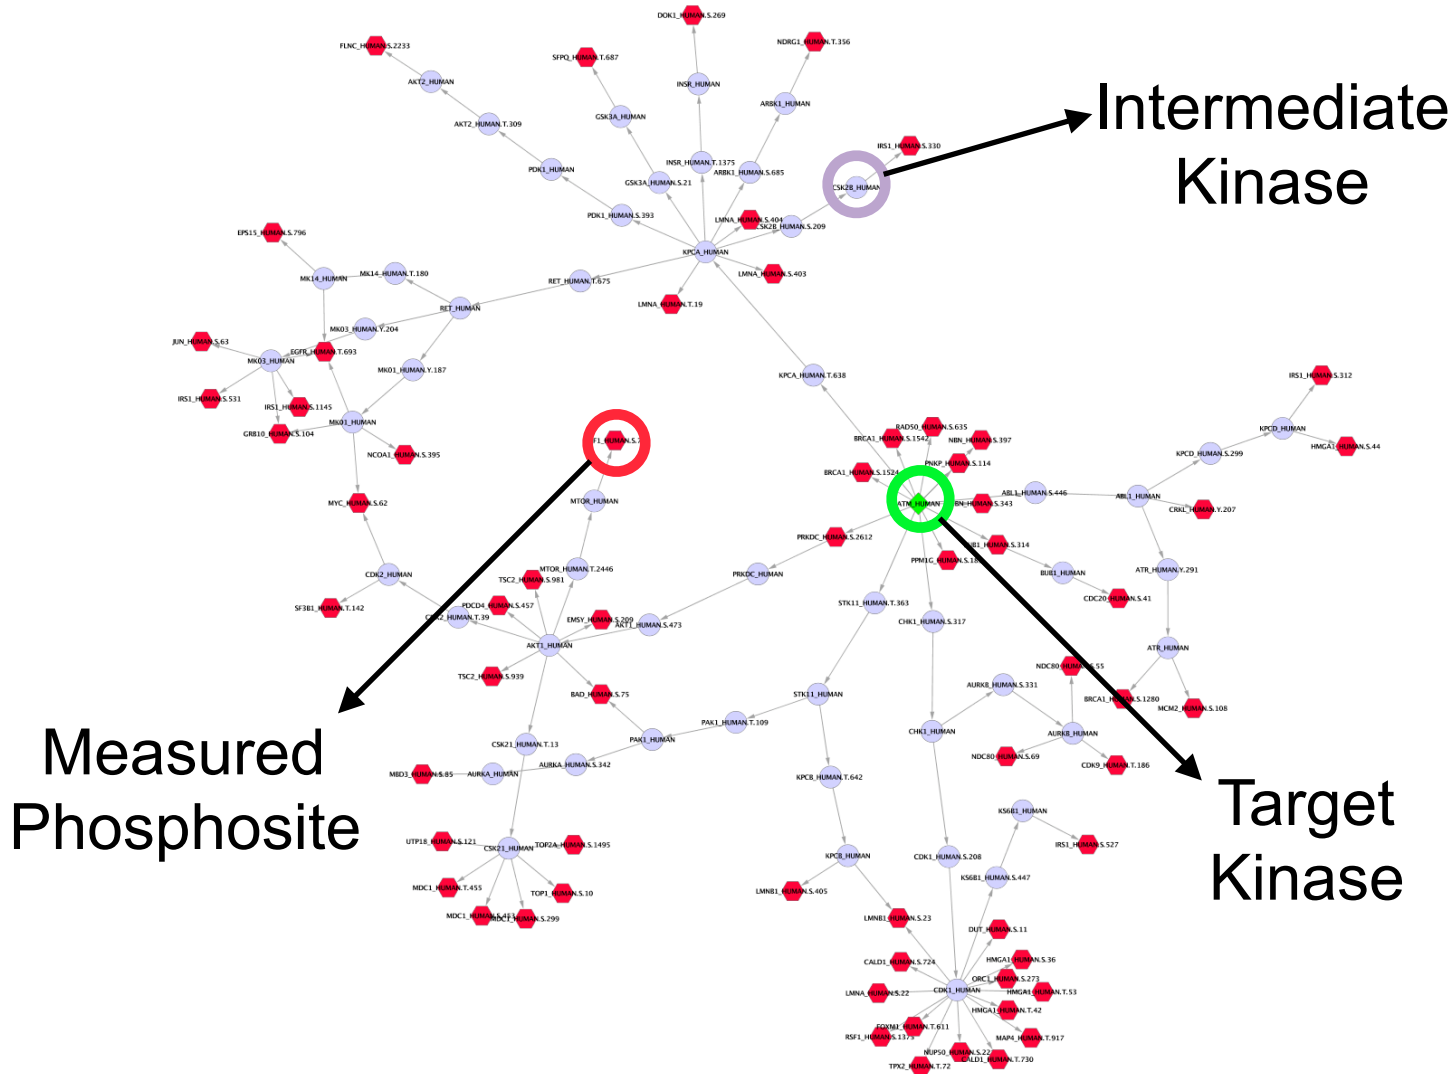 DOK1_HUMAN.S.269
FLNC_HUMAN.S.2233
NDRG1_HUMAN.T.356
SFPQ_HUMAN.T.687
AKT2_HUMAN
INSR_HUMAN
ARBK1_HUMAN
Intermediate
Kinase
GSK3A_HUMAN
AKT2_HUMAN.T.309
IRS1_HUMAN.S.330
PDK1_HUMAN
INSR_HUMAN.T.1375
ARBK1_HUMAN.S.685
GSK3A_HUMAN.S.21
CSK2B_HUMAN
PDK1_HUMAN.S.393
LMNA_HUMAN.S.404
CSK2B_HUMAN.S.209
EPS15_HUMAN.S.796
KPCA_HUMAN
MK14_HUMAN
MK14_HUMAN.T.180
RET_HUMAN.T.675
LMNA_HUMAN.S.403
LMNA_HUMAN.T.19
RET_HUMAN
MK03_HUMAN.Y.204
JUN_HUMAN.S.63
EGFR_HUMAN.T.693
MK03_HUMAN
MK01_HUMAN.Y.187
KPCA_HUMAN.T.638
IRS1_HUMAN.S.312
IRS1_HUMAN.S.531
IRS1_HUMAN.S.1145
MK01_HUMAN
GRB10_HUMAN.S.104
RAD50_HUMAN.S.635
BRCA1_HUMAN.S.1542
NBN_HUMAN.S.397
KPCD_HUMAN
HMGA1_HUMAN.S.44
NCOA1_HUMAN.S.395
KPCD_HUMAN.S.299
PNKP_HUMAN.S.114
BRCA1_HUMAN.S.1524
MYC_HUMAN.S.62
MTOR_HUMAN
ATM_HUMAN
ABL1_HUMAN.S.446
ABL1_HUMAN
CRKL_HUMAN.Y.207
PRKDC_HUMAN.S.2612
MTOR_HUMAN.T.2446
CDK2_HUMAN
TSC2_HUMAN.S.981
PRKDC_HUMAN
BUB1_HUMAN
ATR_HUMAN.Y.291
CDC20_HUMAN.S.41
SF3B1_HUMAN.T.142
PDCD4_HUMAN.S.457
EMSY_HUMAN.S.209
AKT1_HUMAN.S.473
STK11_HUMAN.T.363
CHK1_HUMAN.S.317
AKT1_HUMAN
ATR_HUMAN
NDC80_HUMAN.S.55
TSC2_HUMAN.S.939
BAD_HUMAN.S.75
STK11_HUMAN
AURKB_HUMAN.S.331
BRCA1_HUMAN.S.1280
MCM2_HUMAN.S.108
PAK1_HUMAN.T.109
CHK1_HUMAN
AURKB_HUMAN
CSK21_HUMAN.T.13
PAK1_HUMAN
Measured
Phosphosite
NDC80_HUMAN.S.69
CDK9_HUMAN.T.186
AURKA_HUMAN.S.342
MBD3_HUMAN.S.85
AURKA_HUMAN
KPCB_HUMAN.T.642
Target
Kinase
KS6B1_HUMAN
IRS1_HUMAN.S.527
UTP18_HUMAN.S.121
CSK21_HUMAN
TOP2A_HUMAN.S.1495
KPCB_HUMAN
CDK1_HUMAN.S.208
KS6B1_HUMAN.S.447
MDC1_HUMAN.T.455
TOP1_HUMAN.S.10
LMNB1_HUMAN.S.405
MDC1_HUMAN.S.299
LMNB1_HUMAN.S.23
DUT_HUMAN.S.11
CALD1_HUMAN.S.724
HMGA1_HUMAN.S.36
ORC1_HUMAN.S.273
LMNA_HUMAN.S.22
CDK1_HUMAN
HMGA1_HUMAN.T.53
HMGA1_HUMAN.T.42
FOXM1_HUMAN.T.611
MAP4_HUMAN.T.917
NUP50_HUMAN.S.22
CALD1_HUMAN.T.730
TPX2_HUMAN.T.72